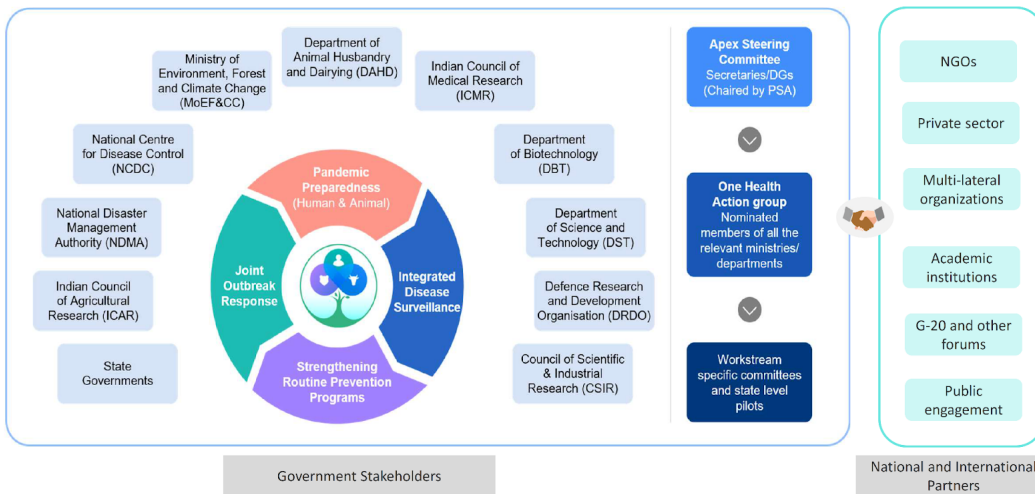 Department of
Animal Husbandry
and Dairying (DAHD)
Ministry of
Environment, Forest
and Climate Change
(MoEF&CC)
Indian Council of
Medical Research
(ICMR)
National Centre
for Disease Control
(NCDC)
Department
of Biotechnology
(DBT)
National Disaster
Management
Authority (NDMA)
Department
of Science and
Technology (DST)
Indian Council
of Agricultural
Research (ICAR)
Defence Research
and Development
Organisation (DRDO)
State
Governments
Council of Scientific
& Industrial
Research (CSIR)
Pandemic
Preparedness
(Human & Animal)
Joint
Outbreak
Response
Integrated
Disease
Surveillance
Strengthening
Routine Prevention
Programs
Apex Steering
Committee
Secretaries/DGs
(Chaired by PSA)
One Health
Action group
Nominated
members of all the
relevant ministries/
departments
Workstream
specific committees
and state level
pilots
NGOs
Private sector
Multi-lateral
organizations
Academic
institutions
G-20 and other
forums
Public
engagement
Government Stakeholders
National and International
Partners